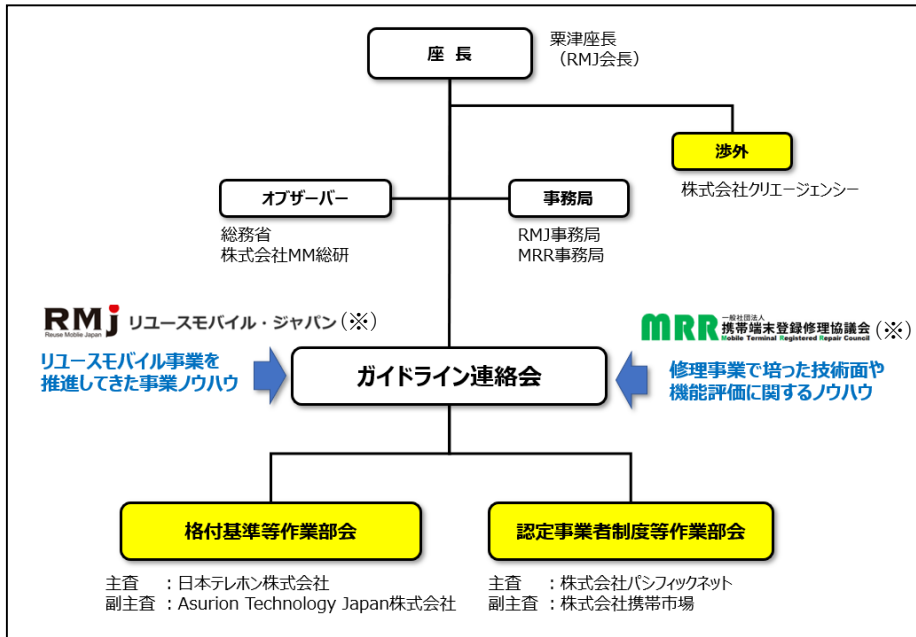 座 長
粟津座長
（RMJ会長）
渉外
株式会社クリエージェンシー
オブザーバー
総務省
株式会社MM総研
事務局
RMJ事務局
MRR事務局
RMJ
Reuse Mobile Japan
リユースモバイル・ジャパン（※）
リユースモバイル事業を
推進してきた事業ノウハウ
ガイドライン連絡会
MRR
一般社団法人
携帯端末登録修理協議会（※）
Mobile Terminal Registered Repair Council
修理事業で培った技術面や
機能評価に関するノウハウ
格付基準等作業部会
主査　：日本テレホン株式会社
副主査：Asurion Technology Japan株式会社
認定事業者制度等作業部会
主査　：株式会社パシフィックネット
副主査：株式会社携帯市場